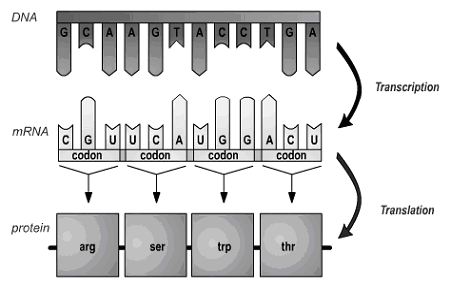 DNA
G C A A G T A C C T G A
Transcription
mRNA
C G U U C A U G G A C U
codon codon codon codon
Translation
protein
arg ser trp thr